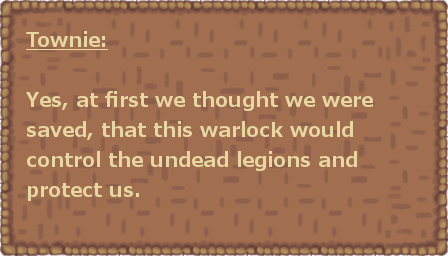 Townie:
Yes, at first we thought we were
saved, that this warlock would
control the undead legions and
protect us.